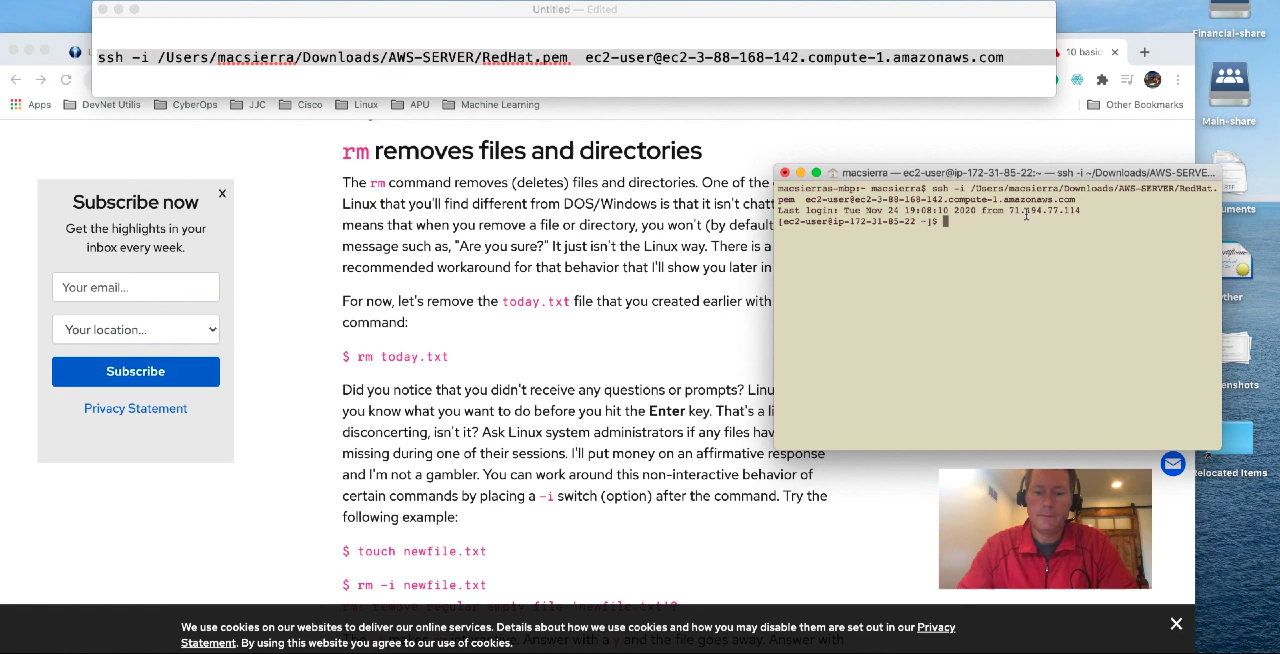 Untitled — Edited
Financial-share
ssh -i /Users/macsierra/Downloads/AWS-SERVER/RedHat.pem  ec2-user@ec2-3-88-168-142.compute-1.amazonaws.com
10 basic
Apps DevNet Utilis CyberOps JJC Cisco Linux APU Machine Learning Other Bookmarks
Main-share
rm removes files and directories
The rm command removes (deletes) files and directories. One of the
Linux that you'll find different from DOS/Windows is that it isn't chatt
means that when you remove a file or directory, you won't (by default
message such as, "Are you sure?" It just isn't the Linux way. There is a
recommended workaround for that behavior that I'll show you later in
For now, let's remove the today.txt file that you created earlier with
command:
$ rm today.txt
Did you notice that you didn't receive any questions or prompts? Linu
you know what you want to do before you hit the Enter key. That's a li
disconcerting, isn't it? Ask Linux system administrators if any files hav
missing during one of their sessions. I'll put money on an affirmative response
and I'm not a gambler. You can work around this non-interactive behavior of
certain commands by placing a -i switch (option) after the command. Try the
following example:
$ touch newfile.txt
$ rm -i newfile.txt
rm: remove regular empty file 'newfile.txt'?
Subscribe now
X
Get the highlights in your
inbox every week.
Your email...
Your location...
Subscribe
Privacy Statement
macsierra — ec2-user@ip-172-31-85-22:~ — ssh -i ~/Downloads/AWS-SERVE...
macsierras-mbp:~ macsierra$ ssh -i /Users/macsierra/Downloads/AWS-SERVER/RedHat.
pem  ec2-user@ec2-3-88-168-142.compute-1.amazonaws.com
Last login: Tue Nov 24 19:08:10 2020 from 71.194.77.114
[ec2-user@ip-172-31-85-22 ~]$
uments
ther
enshots
elocated Items
We use cookies on our websites to deliver our online services. Details about how we use cookies and how you may disable them are set out in our Privacy
Statement. By using this website you agree to our use of cookies.